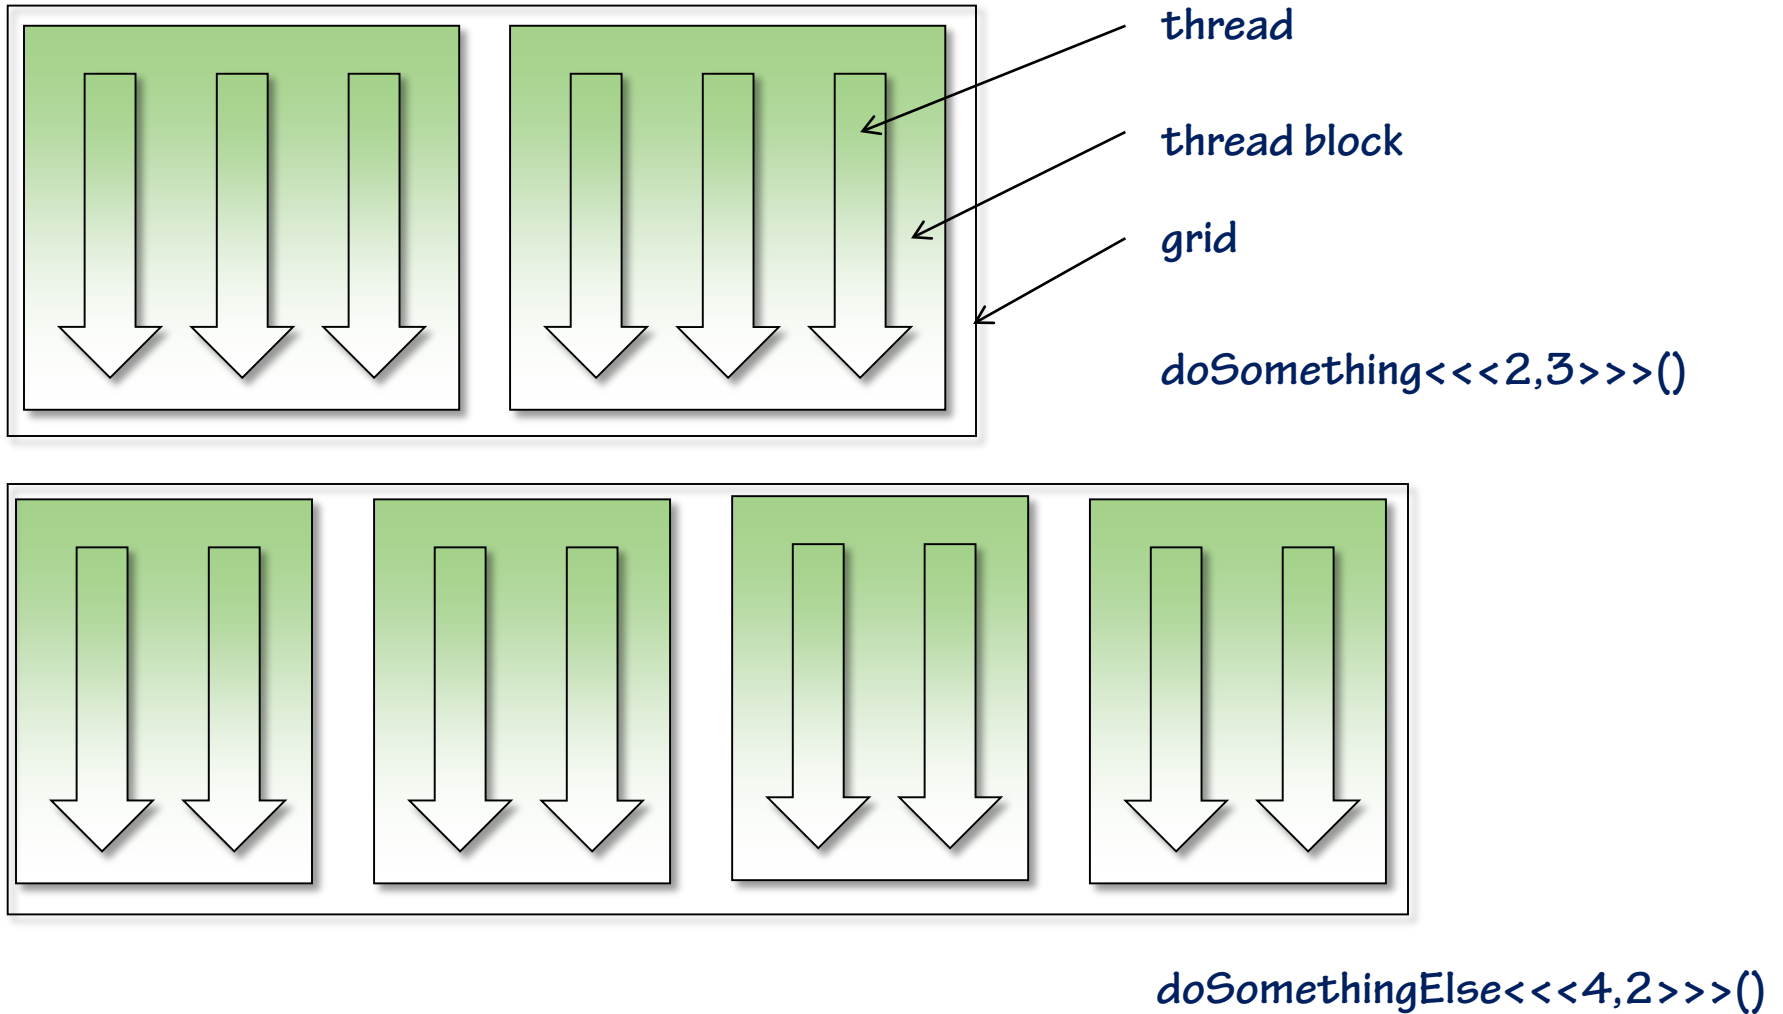 thread
thread block
grid
doSomething<<<2,3>>>()
doSomethingElse<<<4,2>>>()